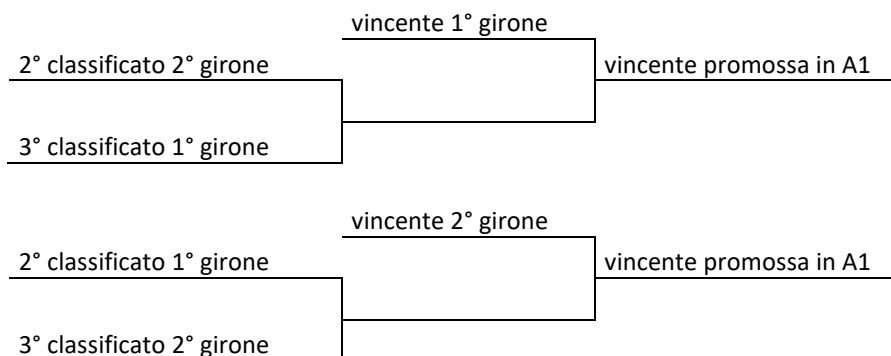 vincente 1° girone
2° classificato 2° girone
vincente promossa in A1
3° classificato 1° girone
vincente 2° girone
2° classificato 1° girone
vincente promossa in A1
3° classificato 2° girone